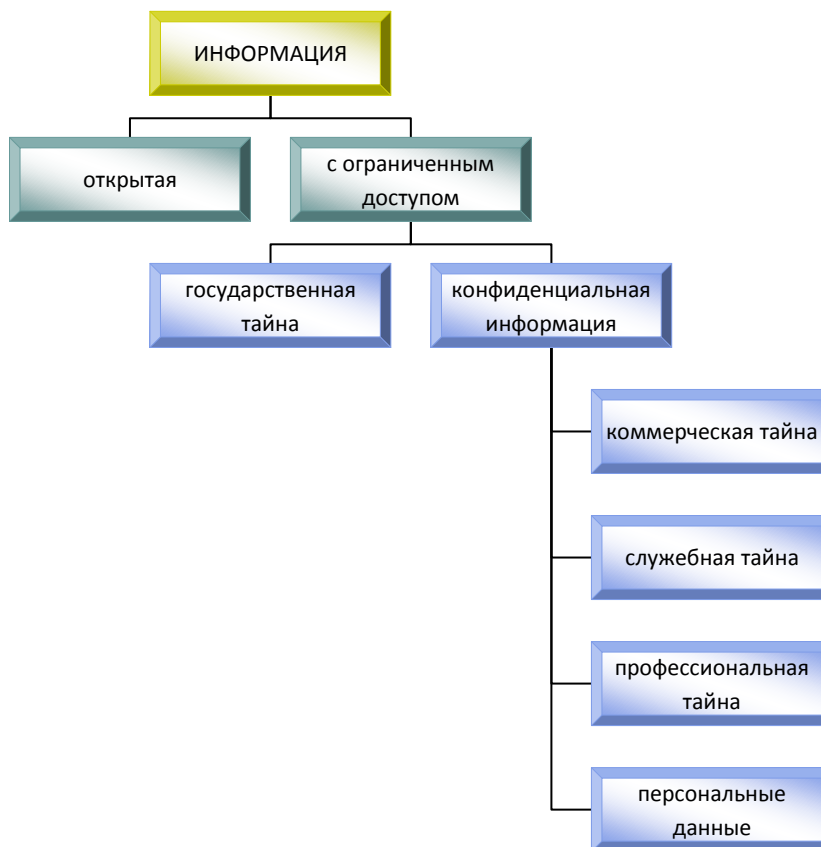 ИНФОРМАЦИЯ
открытая
с ограниченным
доступом
государственная
тайна
конфиденциальная
информация
коммерческая тайна
служебная тайна
профессиональная
тайна
персональные
данные